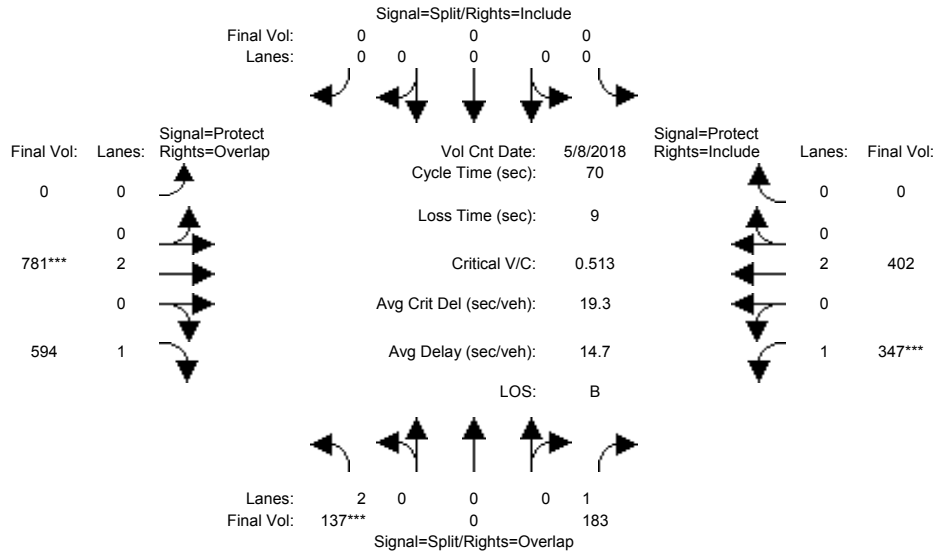 Signal=Split/Rights=Include
Final Vol: 0 0 0
Lanes: 0 0 0 0 0
Signal=Protect Signal=Protect
Final Vol: Lanes: Rights=Overlap Vol Cnt Date: 5/8/2018 Rights=Include Lanes: Final Vol:
Cycle Time (sec): 70
0 0 0 0
Loss Time (sec): 9
0 0
781*** 2 Critical V/C: 0.513 2 402
0 Avg Crit Del (sec/veh): 19.3 0
594 1 Avg Delay (sec/veh): 14.7 1 347***
LOS: B
Lanes: 2 0 0 0 1
Final Vol: 137*** 0 183
Signal=Split/Rights=Overlap